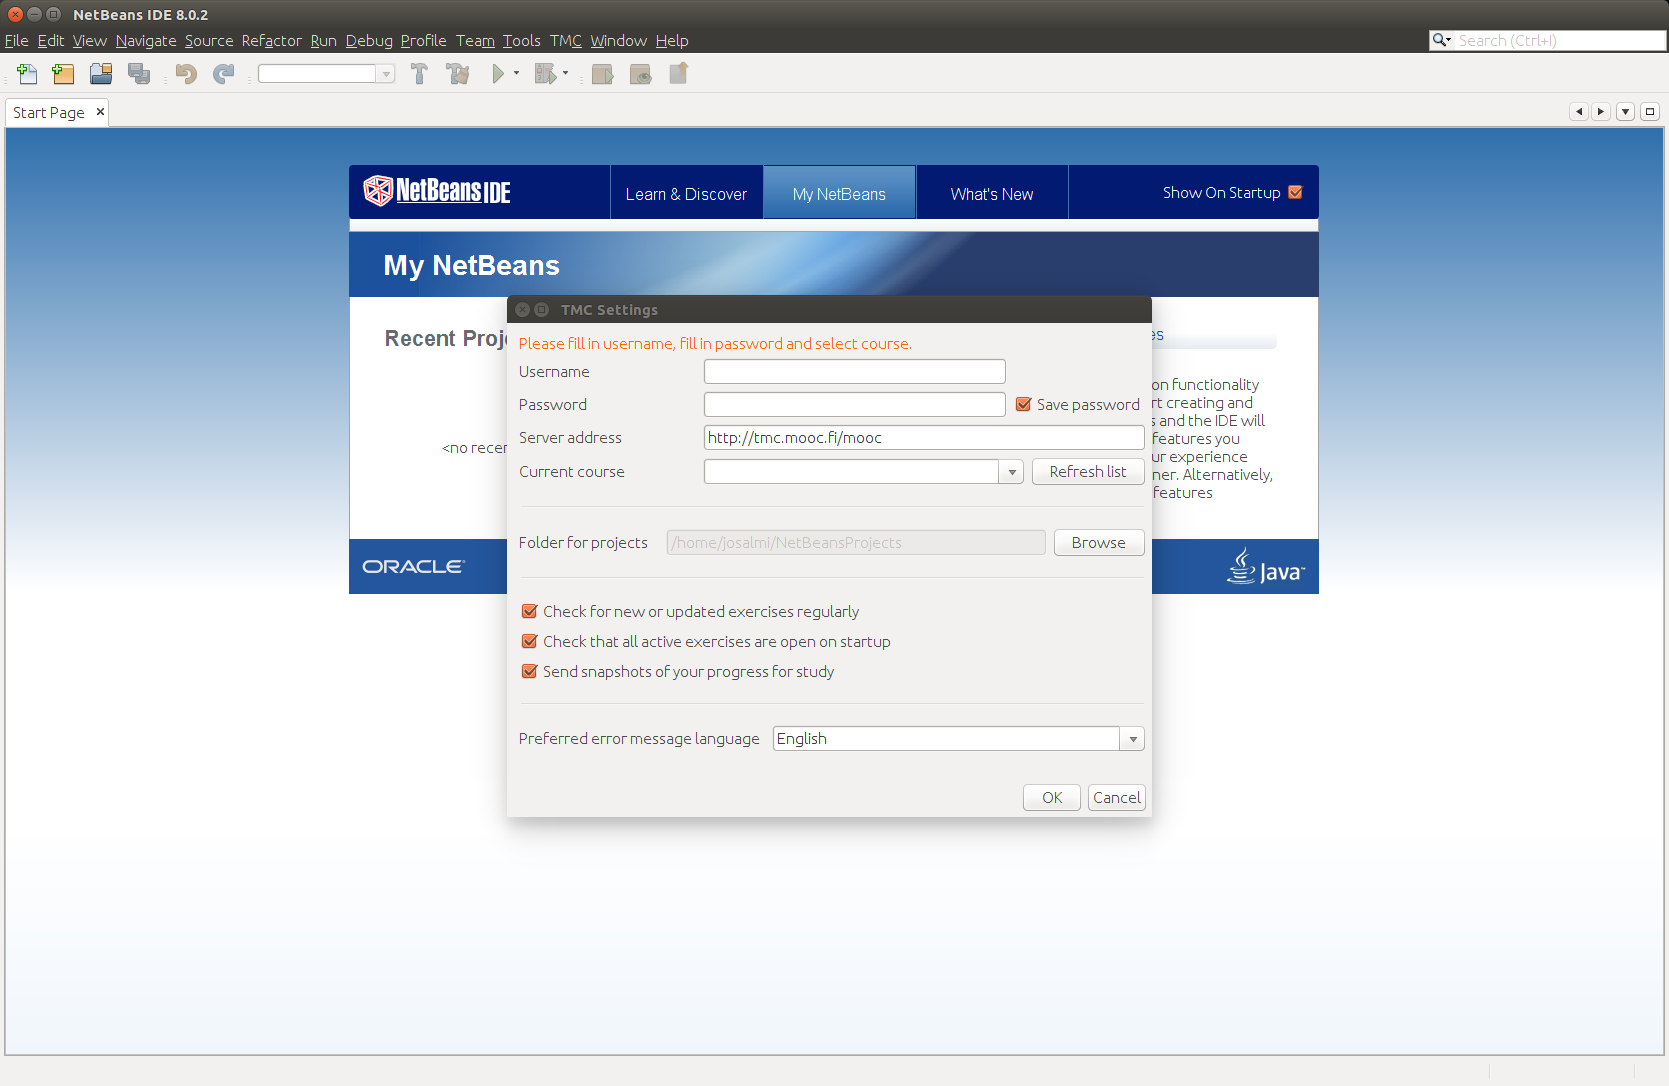 NetBeans IDE 8.0.2
File Edit View Navigate Source Refactor Run Debug Profile Team Tools TMC Window Help
Search (Ctrl+I)
Start Page
NetBeans IDE
Learn & Discover
My NetBeans
What's New
Show On Startup
My NetBeans
Recent Proj
es
on functionality
rt creating and
s and the IDE will
features you
ur experience
ner. Alternatively,
features
<no recen
TMC Settings
Please fill in username, fill in password and select course.
Username
Password
Save password
Server address
http://tmc.mooc.fi/mooc
Current course
Refresh list
Folder for projects
/home/josalmi/NetBeansProjects
Browse
Check for new or updated exercises regularly
Check that all active exercises are open on startup
Send snapshots of your progress for study
Preferred error message language
English
OK
Cancel
ORACLE
Java